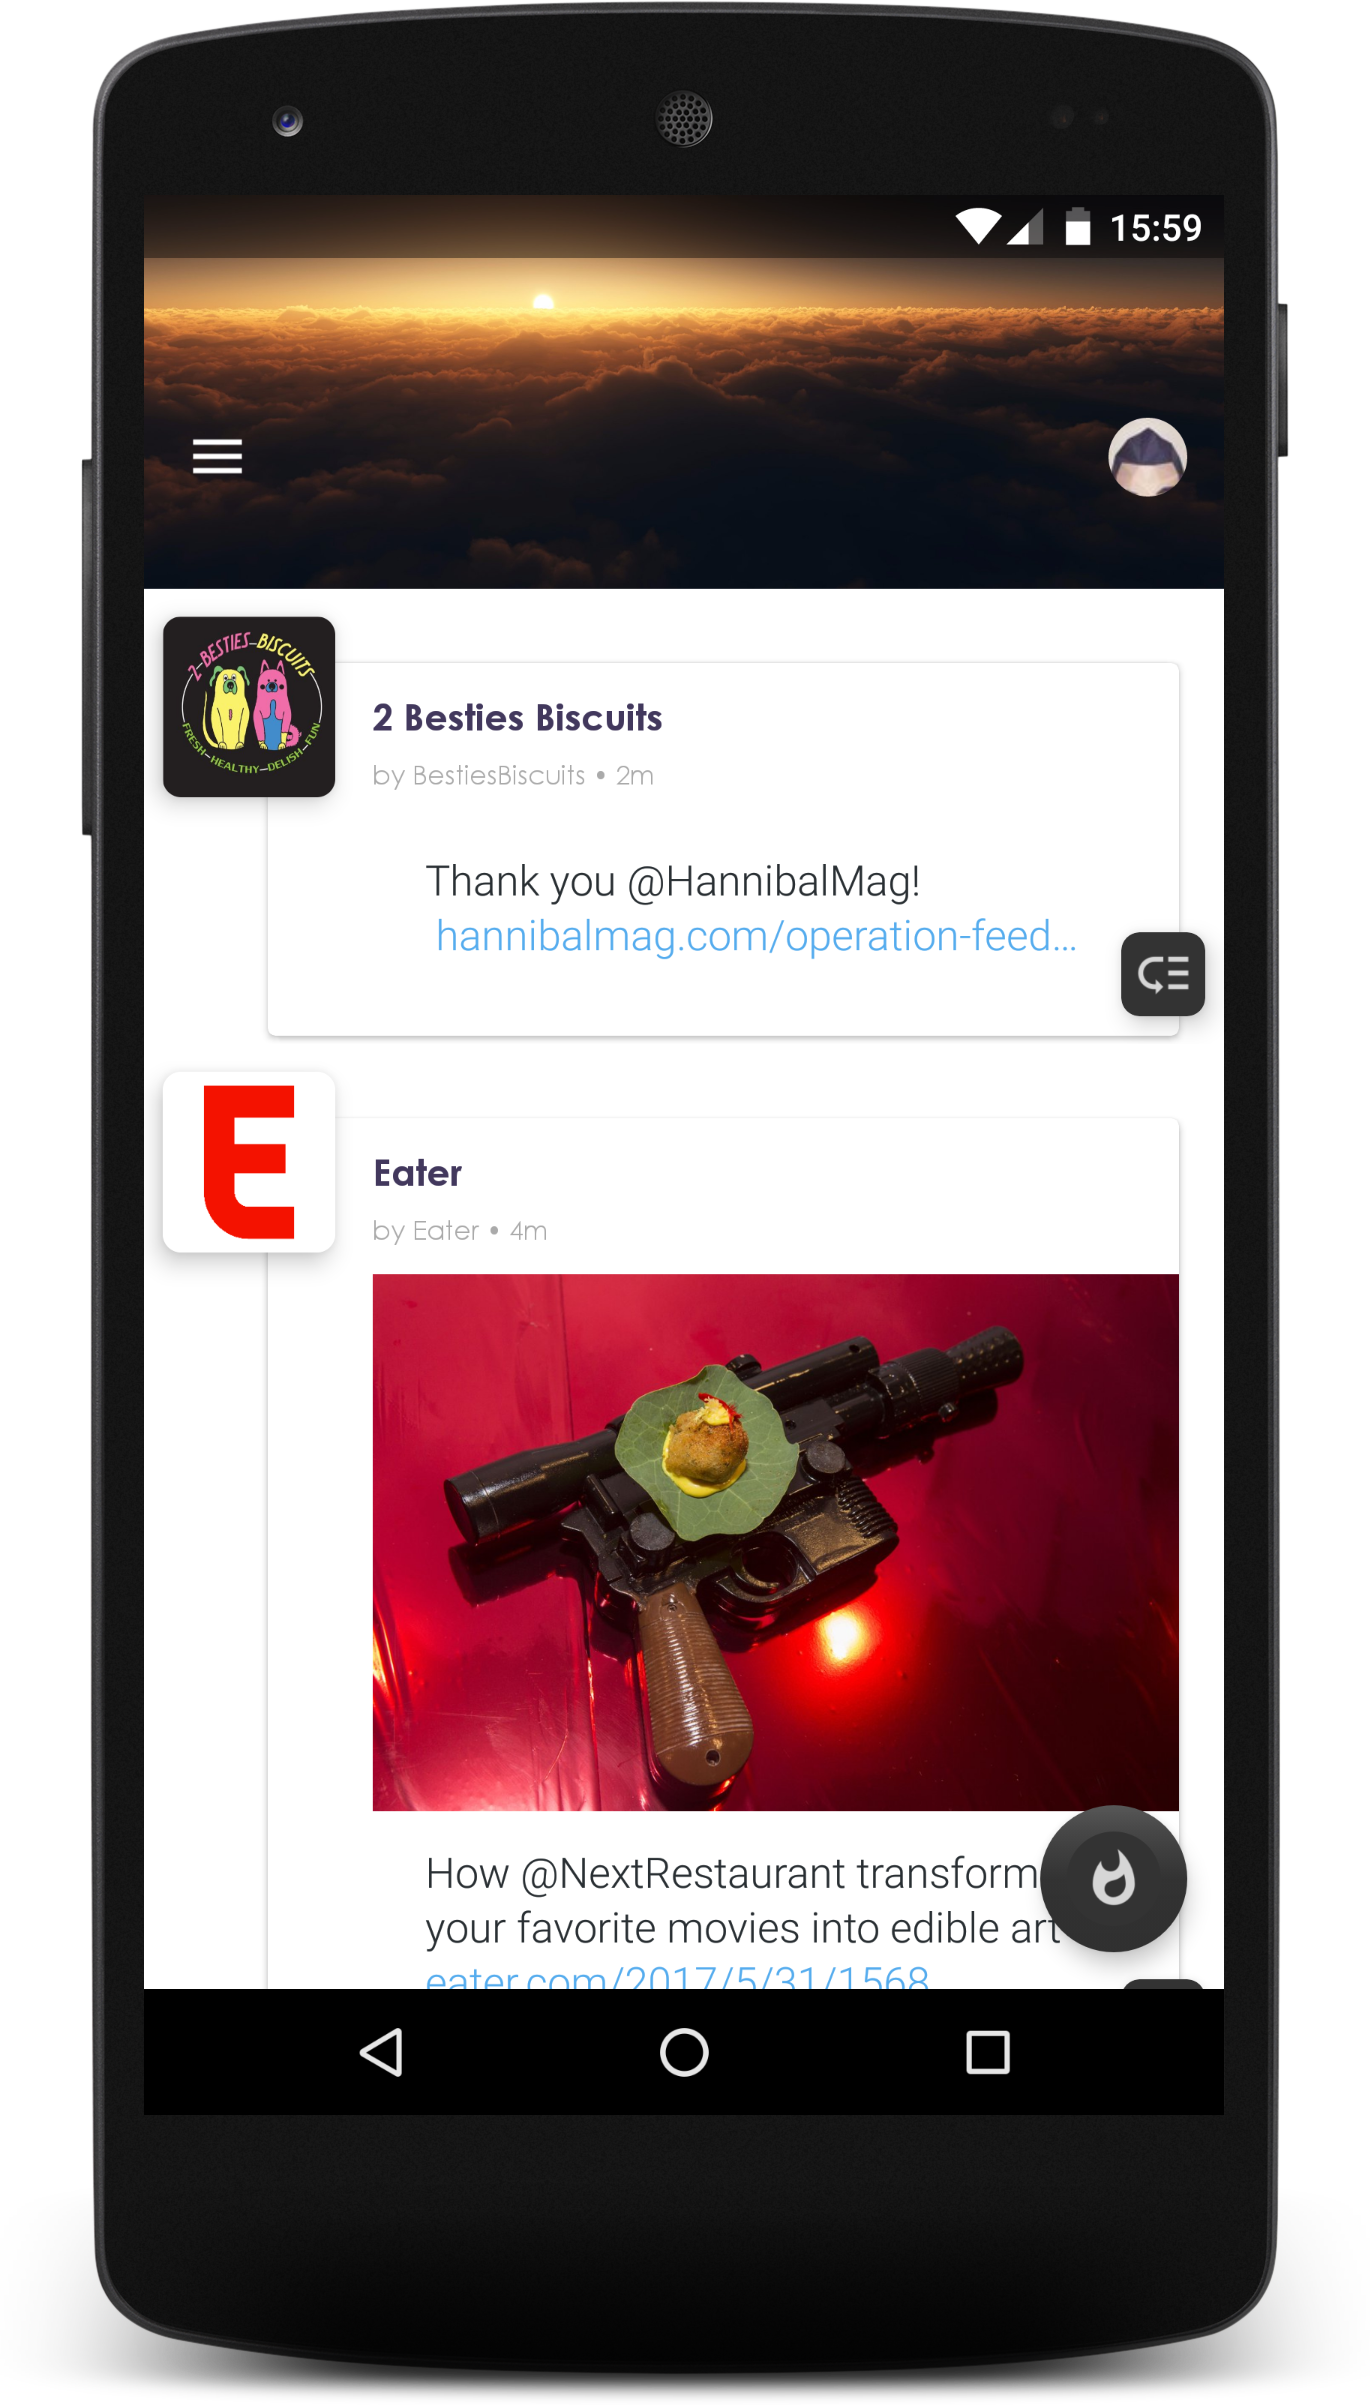 15:59
2-BESTIES-BISCUITS
FRESH-HEALTHY-DELISH-FUN
2 Besties Biscuits
by BestiesBiscuits • 2m
Thank you @HannibalMag!
hannibalmag.com/operation-feed…
E
Eater
by Eater • 4m
How @NextRestaurant transform
your favorite movies into edible art
eater.com/2017/5/31/1568